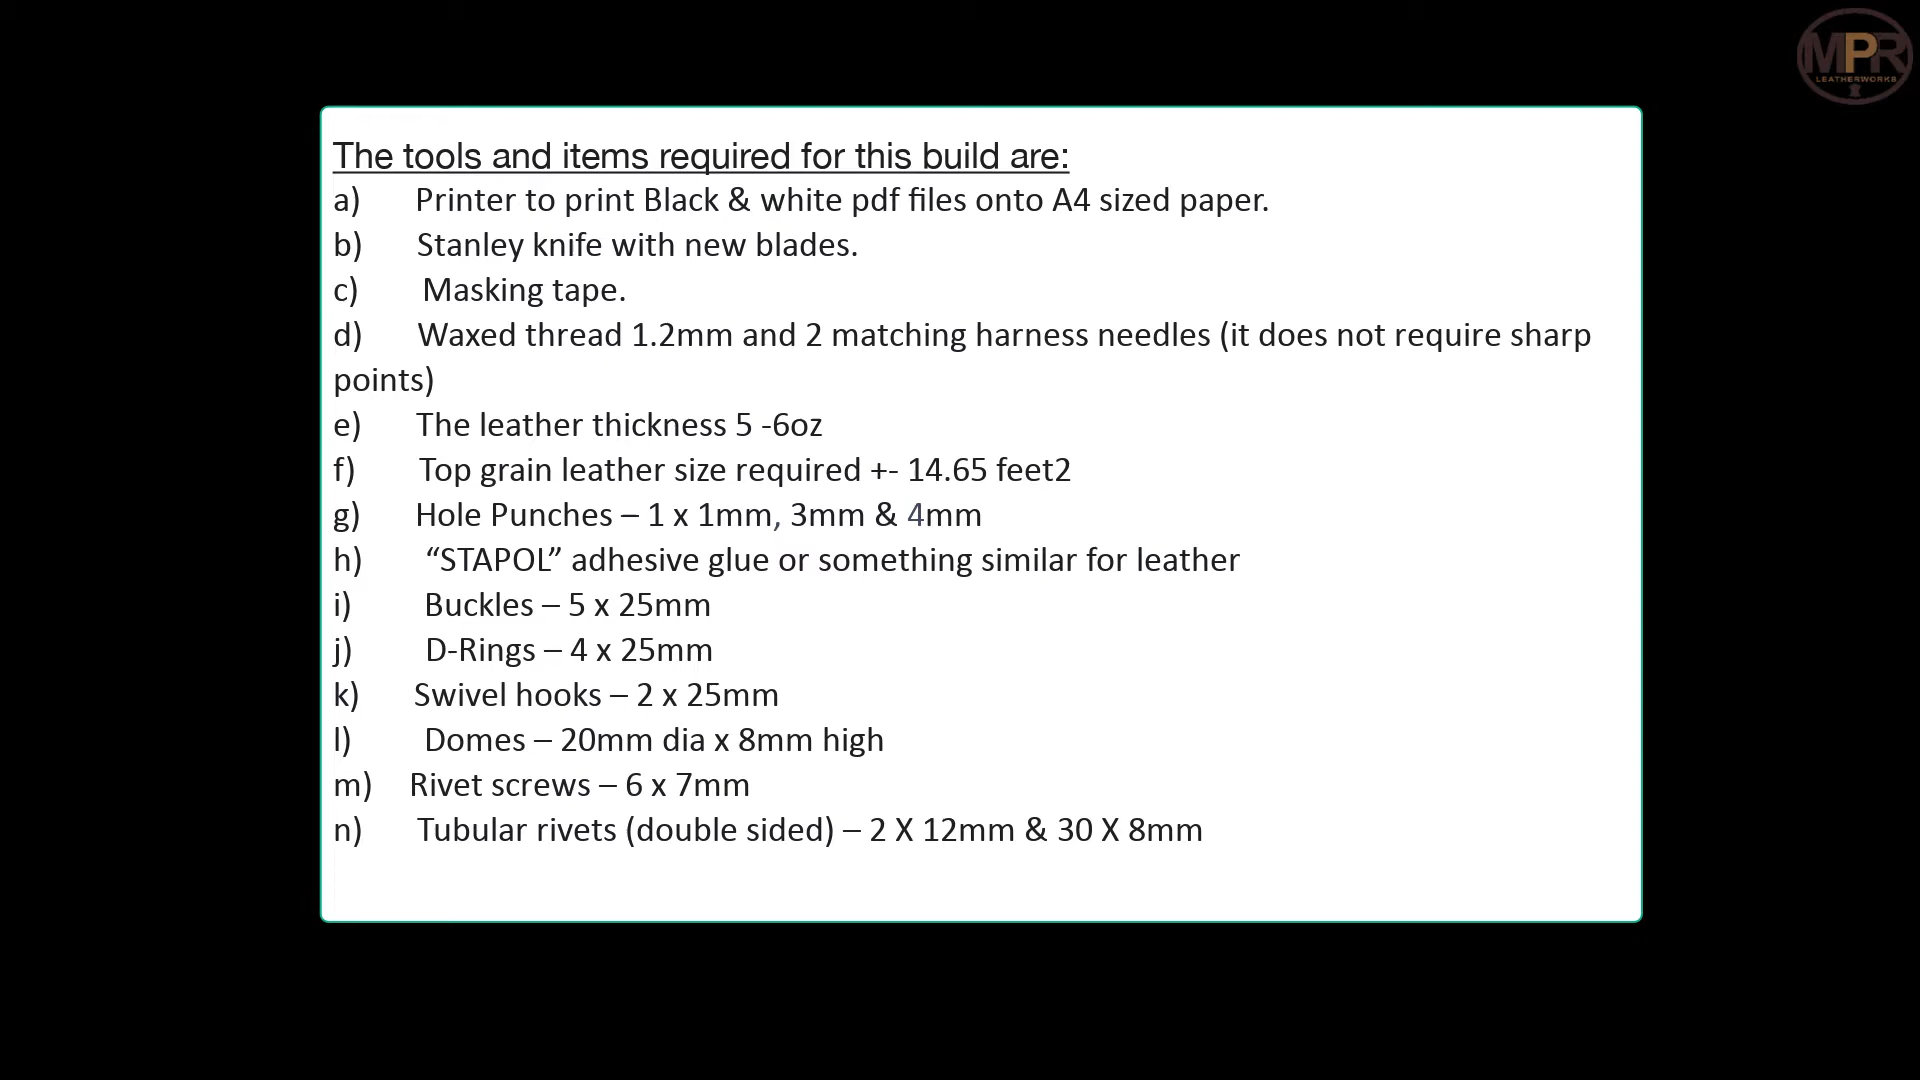 MPR
LEATHERWORKS
The tools and items required for this build are:
a) Printer to print Black & white pdf files onto A4 sized paper.
b) Stanley knife with new blades.
c) Masking tape.
d) Waxed thread 1.2mm and 2 matching harness needles (it does not require sharp
points)
e) The leather thickness 5 -6oz
f) Top grain leather size required +- 14.65 feet2
g) Hole Punches – 1 x 1mm, 3mm & 4mm
h) “STAPOL” adhesive glue or something similar for leather
i) Buckles – 5 x 25mm
j) D-Rings – 4 x 25mm
k) Swivel hooks – 2 x 25mm
l) Domes – 20mm dia x 8mm high
m) Rivet screws – 6 x 7mm
n) Tubular rivets (double sided) – 2 X 12mm & 30 X 8mm